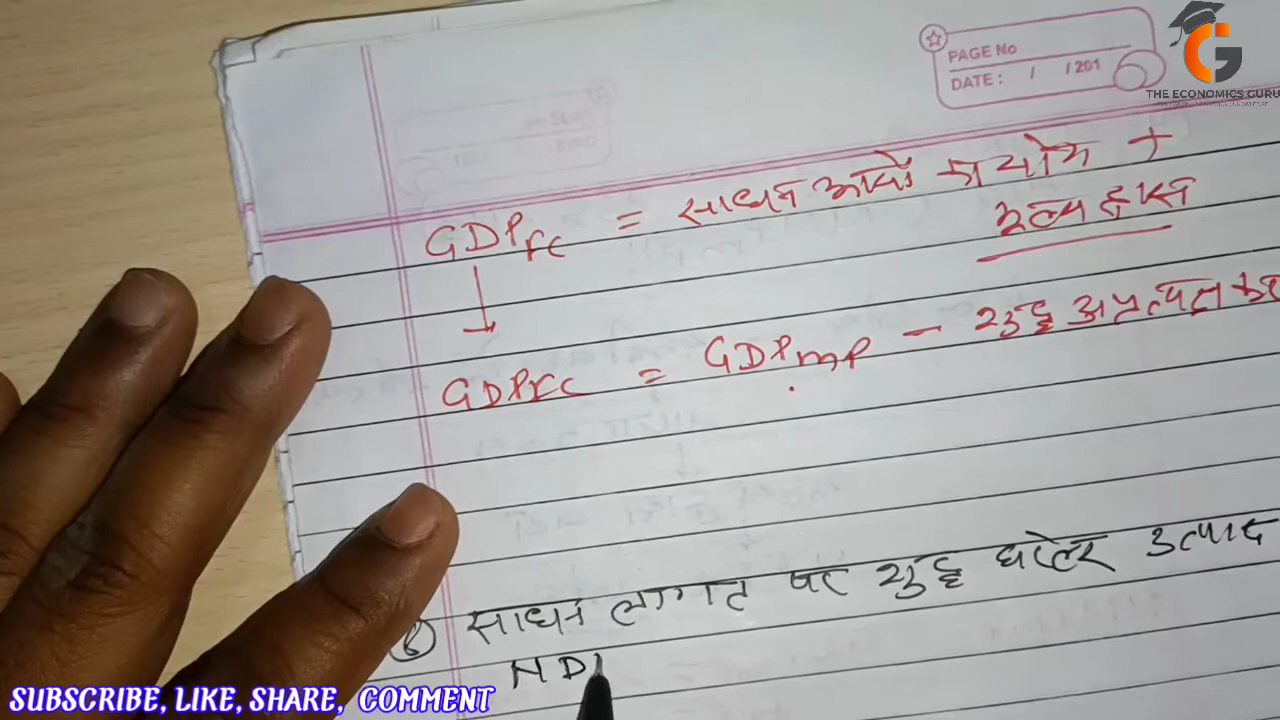 PAGE No
DATE : / /201
THE ECONOMICS GURU
GDPFC = साधन आयों का योग +
मूल्य ह्रास
GDPFC = GDPMP – शुद्ध अप्रत्यक्ष कर
6 साधन लागत पर शुद्ध घरेलू उत्पाद
NDP
SUBSCRIBE, LIKE, SHARE, COMMENT